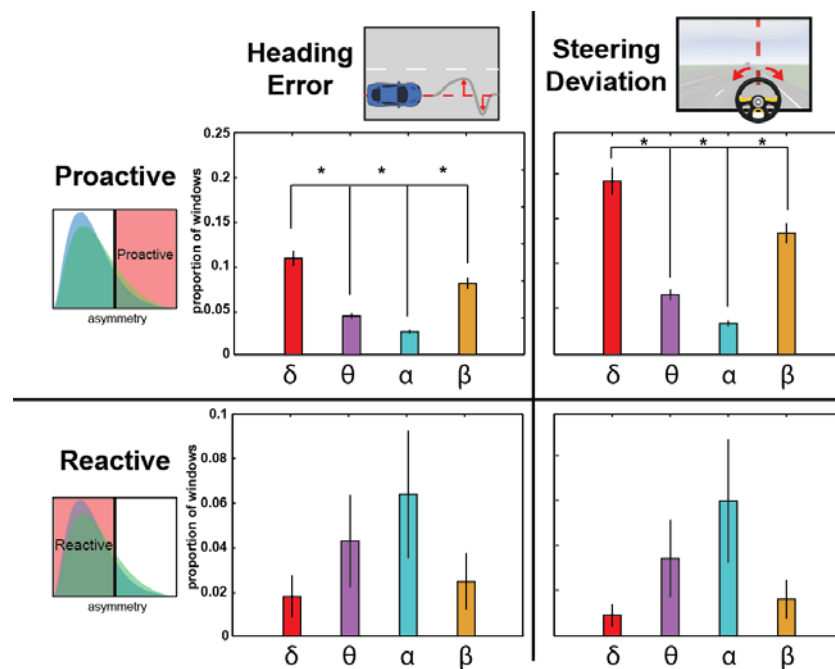 Heading
Error
Steering
Deviation
Proactive
Proactive
asymmetry
proportion of windows
0.25
0.2
0.15
0.1
0.05
0
* * *
δ θ α β
* * *
δ θ α β
Reactive
Reactive
asymmetry
proportion of windows
0.1
0.08
0.06
0.04
0.02
0
δ θ α β
δ θ α β